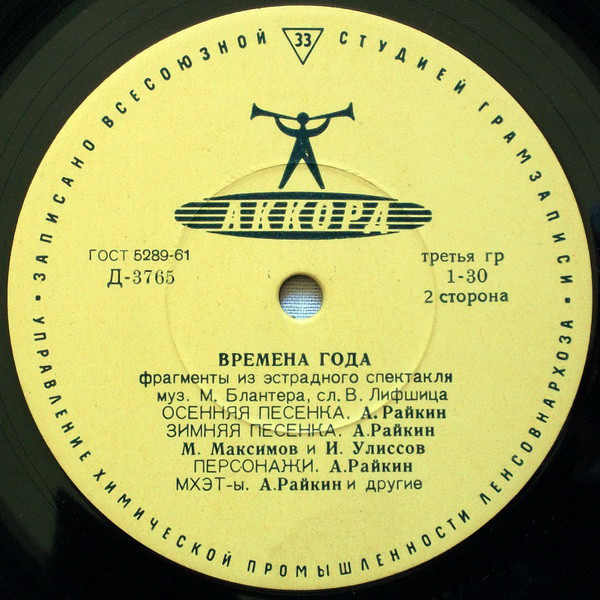 ЗАПИСАНО ВСЕСОЮЗНОЙ 33 СТУДИЕЙ ГРАМЗАПИСИ
АККОРД
ГОСТ 5289-61
Д-3765
третья гр
1-30
2 сторона
ВРЕМЕНА ГОДА
фрагменты из эстрадного спектакля
муз. М. Блантера, сл. В. Лифшица
ОСЕННЯЯ ПЕСЕНКА. А. Райкин
ЗИМНЯЯ ПЕСЕНКА. А.Райкин
М. Максимов и И. Улиссов
ПЕРСОНАЖИ. А.Райкин
МХЭТ-ы. А.Райкин и другие
• УПРАВЛЕНИЕ ХИМИЧЕСКОЙ ПРОМЫШЛЕННОСТИ ЛЕНСОВНАРХОЗА •